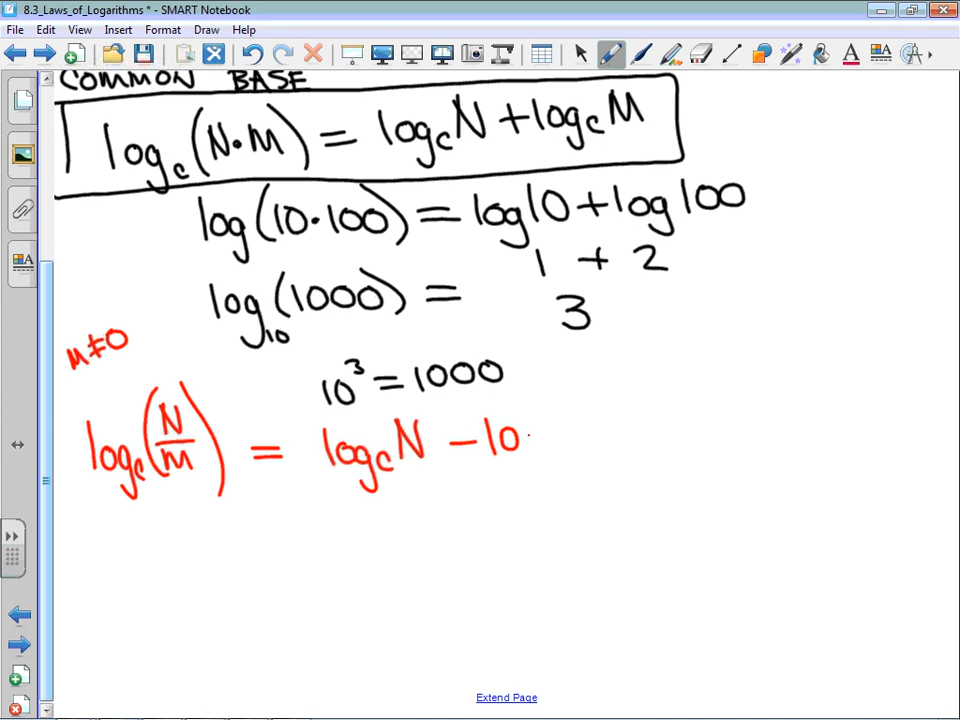 8.3_Laws_of_Logarithms * - SMART Notebook
File Edit View Insert Format Draw Help
COMMON BASE
log_c(N·M) = log_c N + log_c M
log(10·100) = log10 + log100
1 + 2
log_10(1000) = 3
M≠0
10^3 = 1000
log_c(N/M) = log_c N - lo
Extend Page